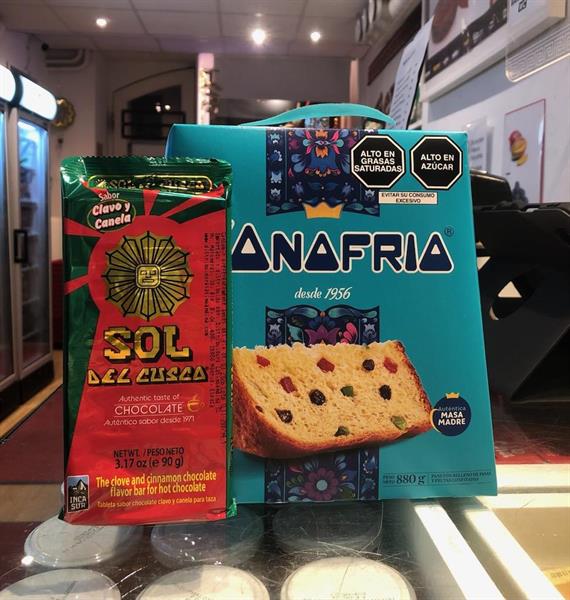 Sabor
Clavo y
Canela
SOL
DEL CUSCO
Authentic taste of
CHOCOLATE
Auténtico sabor desde 1971
NET WT. / PESO NETO
3.17 oz (e 90 g)
The clove and cinnamon chocolate
flavor bar for hot chocolate
Tableta sabor chocolate clavo y canela para taza
INCA
SUR
ALTO EN
GRASAS
SATURADAS
ALTO EN
AZÚCAR
EVITAR SU CONSUMO
EXCESIVO
ANAFRIA®
desde 1956
Auténtica
MASA
MADRE
PESO
NETO 880 g